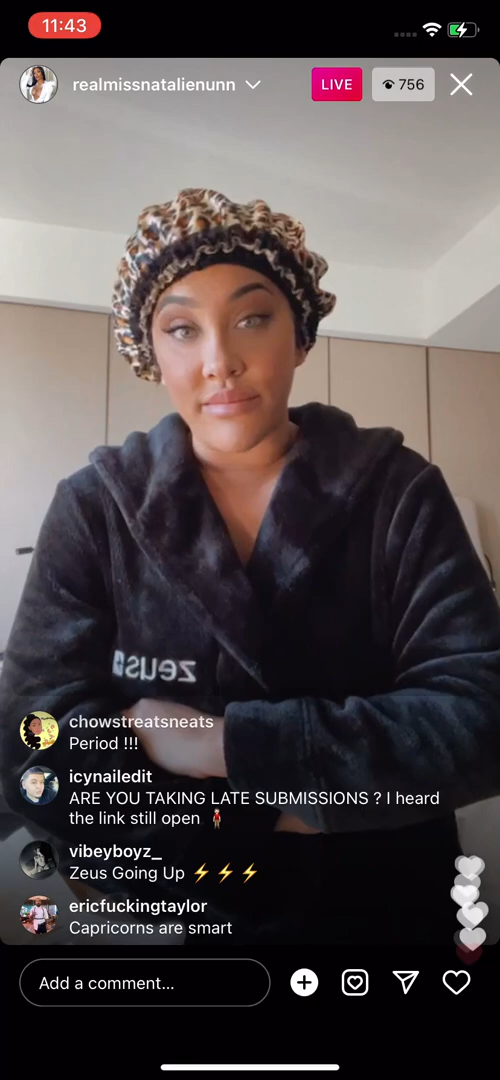 11:43
realmissnatalienunn
LIVE 756
zeus
chowstreatsneats
Period !!!
icynailedit
ARE YOU TAKING LATE SUBMISSIONS ? I heard
the link still open 🧍🏽‍♂️
vibeyboyz_
Zeus Going Up ⚡⚡⚡
ericfuckingtaylor
Capricorns are smart
Add a comment...